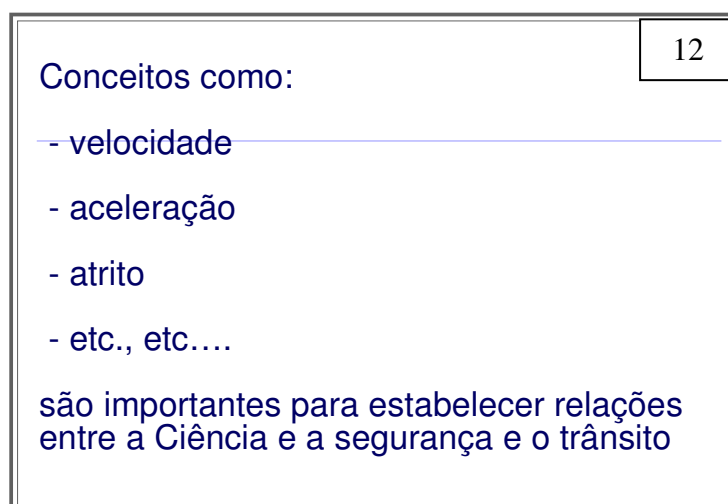 12
Conceitos como:
- velocidade
- aceleração
- atrito
- etc., etc….
são importantes para estabelecer relações
entre a Ciência e a segurança e o trânsito